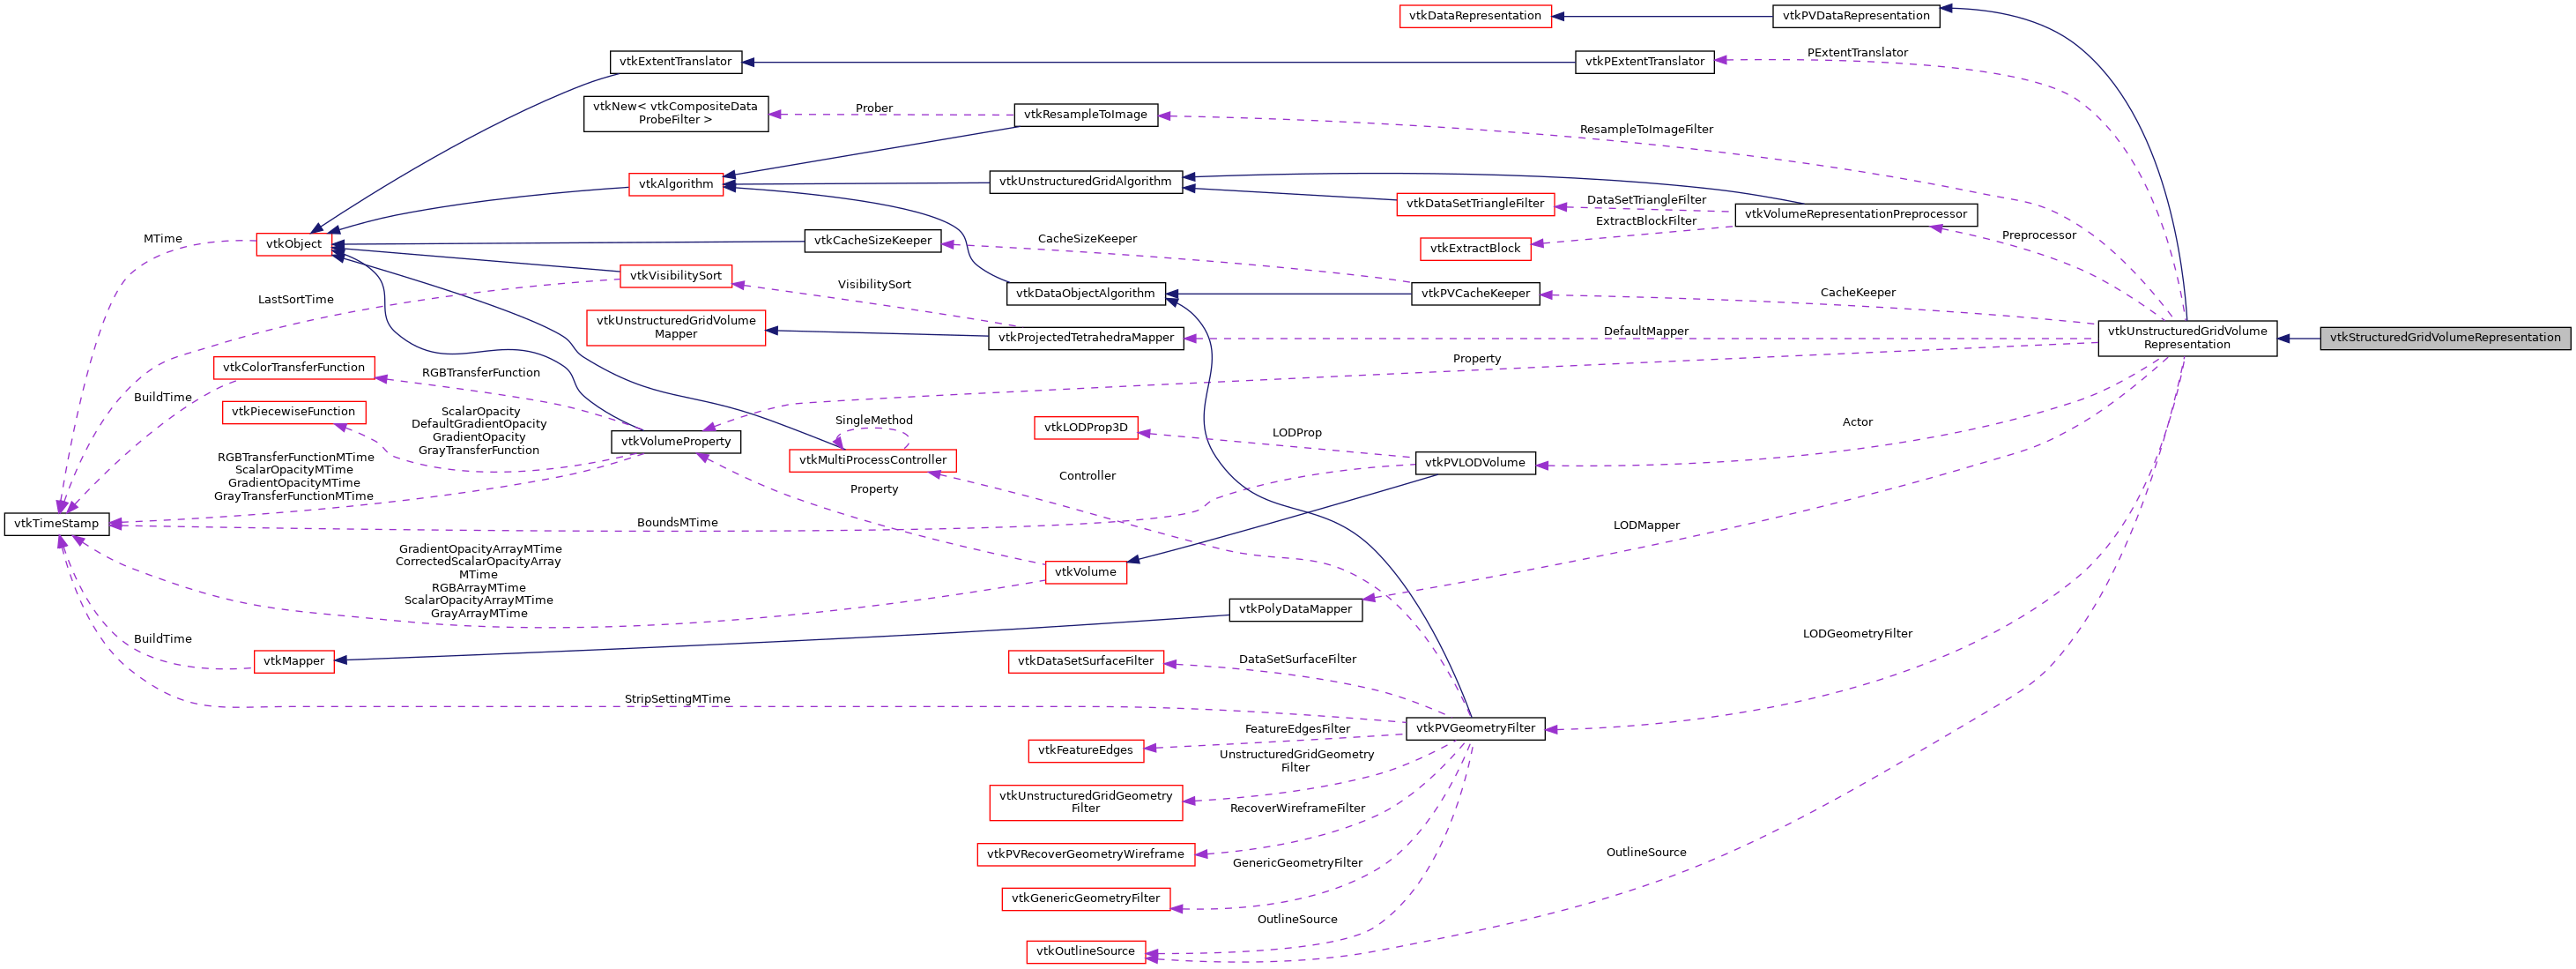 vtkDataRepresentation
vtkPVDataRepresentation
vtkExtentTranslator
vtkPExtentTranslator
PExtentTranslator
vtkNew< vtkCompositeData
ProbeFilter >
Prober
vtkResampleToImage
ResampleToImageFilter
vtkAlgorithm
vtkUnstructuredGridAlgorithm
vtkDataSetTriangleFilter
DataSetTriangleFilter
vtkVolumeRepresentationPreprocessor
ExtractBlockFilter
Preprocessor
MTime
vtkObject
vtkCacheSizeKeeper
CacheSizeKeeper
vtkExtractBlock
vtkVisibilitySort
VisibilitySort
LastSortTime
vtkDataObjectAlgorithm
vtkPVCacheKeeper
CacheKeeper
vtkUnstructuredGridVolume
Mapper
vtkProjectedTetrahedraMapper
DefaultMapper
vtkUnstructuredGridVolume
Representation
vtkStructuredGridVolumeRepresentation
Property
vtkColorTransferFunction
RGBTransferFunction
BuildTime
vtkPiecewiseFunction
ScalarOpacity
DefaultGradientOpacity
GradientOpacity
GrayTransferFunction
vtkVolumeProperty
SingleMethod
vtkMultiProcessController
vtkLODProp3D
LODProp
Actor
vtkPVLODVolume
RGBTransferFunctionMTime
ScalarOpacityMTime
GradientOpacityMTime
GrayTransferFunctionMTime
Property
Controller
vtkTimeStamp
BoundsMTime
LODMapper
GradientOpacityArrayMTime
CorrectedScalarOpacityArray
MTime
RGBArrayMTime
ScalarOpacityArrayMTime
GrayArrayMTime
vtkVolume
vtkPolyDataMapper
BuildTime
vtkMapper
LODGeometryFilter
vtkDataSetSurfaceFilter
DataSetSurfaceFilter
StripSettingMTime
vtkPVGeometryFilter
vtkFeatureEdges
FeatureEdgesFilter
UnstructuredGridGeometry
Filter
vtkUnstructuredGridGeometry
Filter
RecoverWireframeFilter
vtkPVRecoverGeometryWireframe
GenericGeometryFilter
vtkGenericGeometryFilter
OutlineSource
OutlineSource
vtkOutlineSource